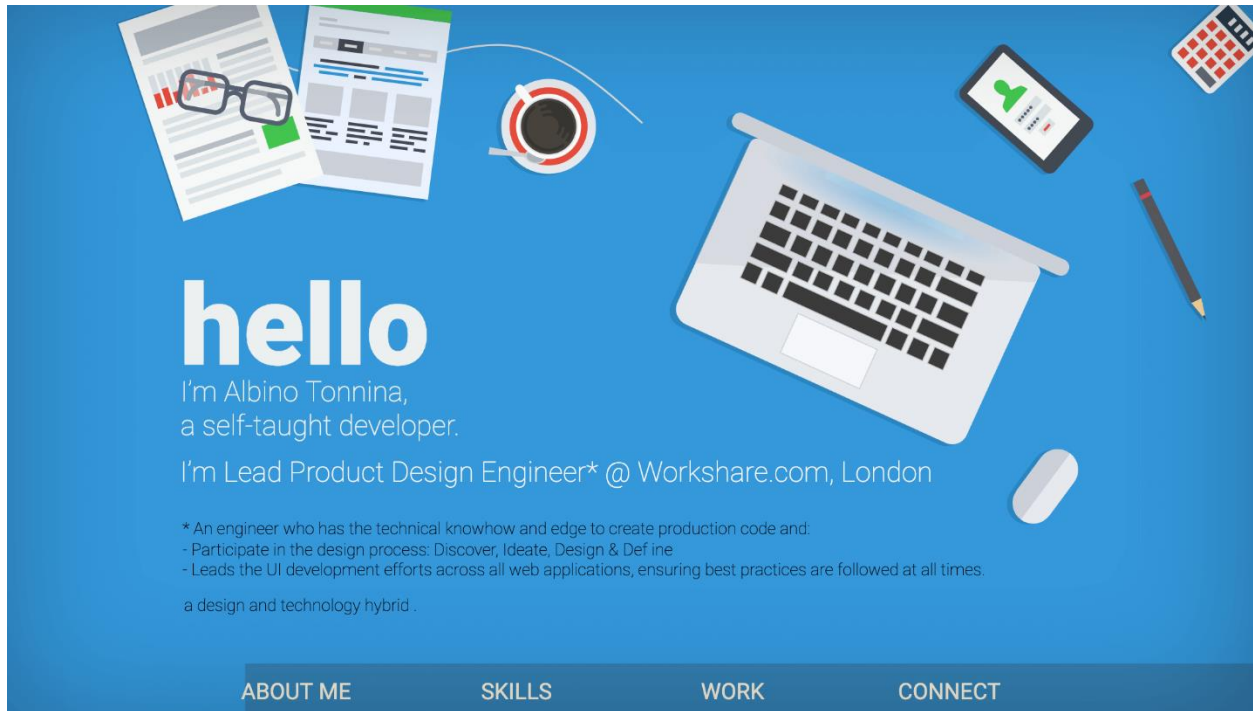 hello
I'm Albino Tonnina,
a self-taught developer.
I'm Lead Product Design Engineer* @ Workshare.com, London
* An engineer who has the technical knowhow and edge to create production code and:
- Participate in the design process: Discover, Ideate, Design & Def ine
- Leads the UI development efforts across all web applications, ensuring best practices are followed at all times.
a design and technology hybrid .
ABOUT ME
SKILLS
WORK
CONNECT